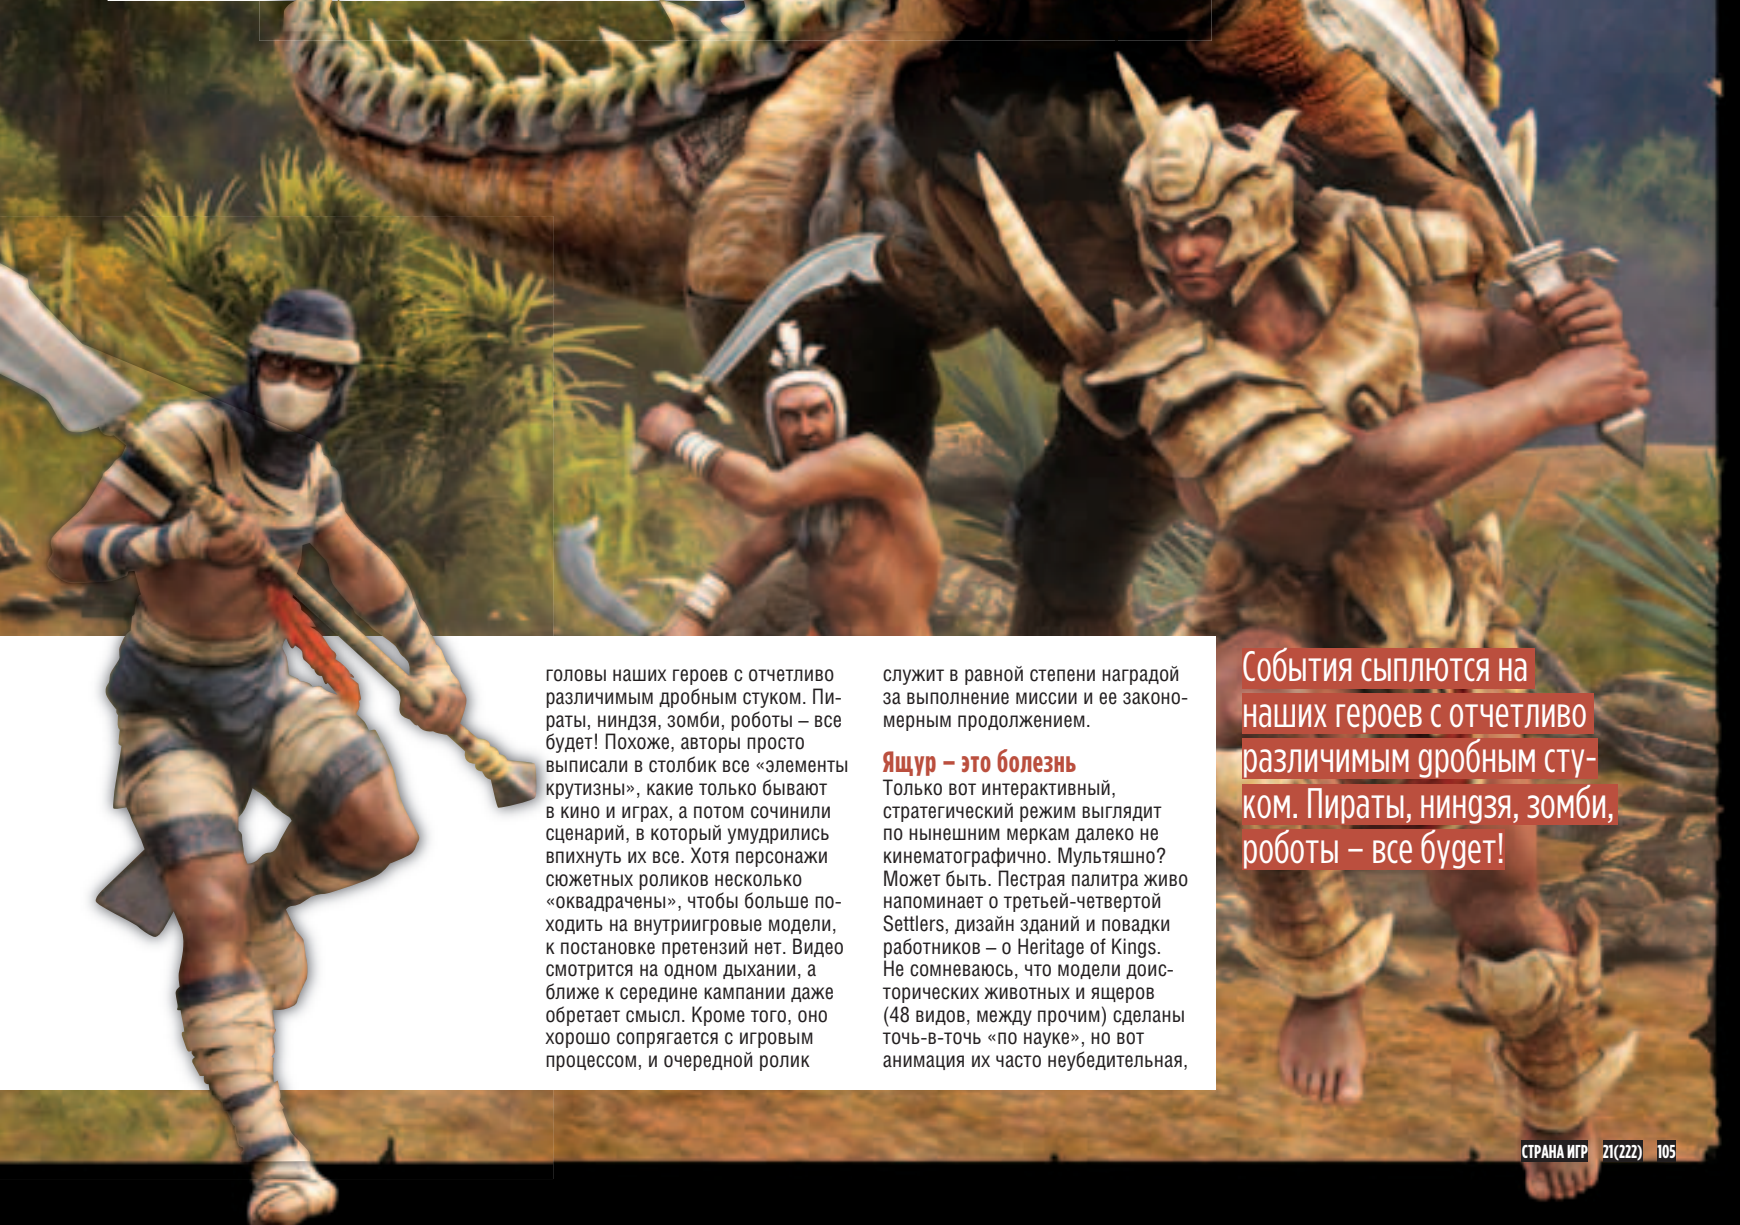 головы наших героев с отчетливо
различимым дробным стуком. Пи-
раты, ниндзя, зомби, роботы – все
будет! Похоже, авторы просто
выписали в столбик все «элементы
крутизны», какие только бывают
в кино и играх, а потом сочинили
сценарий, в который умудрились
впихнуть их все. Хотя персонажи
сюжетных роликов несколько
«оквадрачены», чтобы больше по-
ходить на внутриигровые модели,
к постановке претензий нет. Видео
смотрится на одном дыхании, а
ближе к середине кампании даже
обретает смысл. Кроме того, оно
хорошо сопрягается с игровым
процессом, и очередной ролик
служит в равной степени наградой
за выполнение миссии и ее законо-
мерным продолжением.
Ящур – это болезнь
Только вот интерактивный,
стратегический режим выглядит
по нынешним меркам далеко не
кинематографично. Мультяшно?
Может быть. Пестрая палитра живо
напоминает о третьей-четвертой
Settlers, дизайн зданий и повадки
работников – о Heritage of Kings.
Не сомневаюсь, что модели доис-
торических животных и ящеров
(48 видов, между прочим) сделаны
точь-в-точь «по науке», но вот
анимация их часто неубедительная,
События сыплются на
наших героев с отчетливо
различимым дробным сту-
ком. Пираты, ниндзя, зомби,
роботы – все будет!
СТРАНА ИГР 21(222) 105